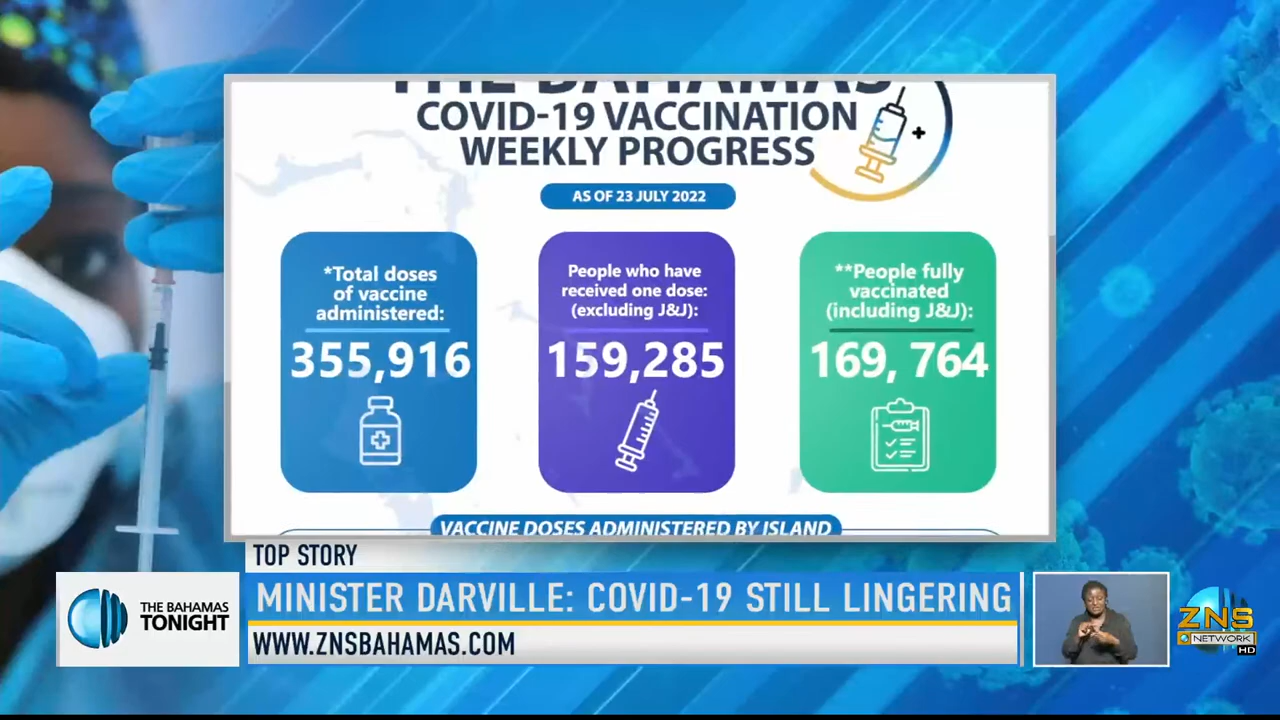 THE BAHAMAS
COVID-19 VACCINATION
WEEKLY PROGRESS
AS OF 23 JULY 2022
*Total doses
of vaccine
administered:
355,916
People who have
received one dose:
(excluding J&J):
159,285
**People fully
vaccinated
(including J&J):
169, 764
VACCINE DOSES ADMINISTERED BY ISLAND
TOP STORY
MINISTER DARVILLE: COVID-19 STILL LINGERING
WWW.ZNSBAHAMAS.COM
THE BAHAMAS
TONIGHT
ZNS
NETWORK
HD